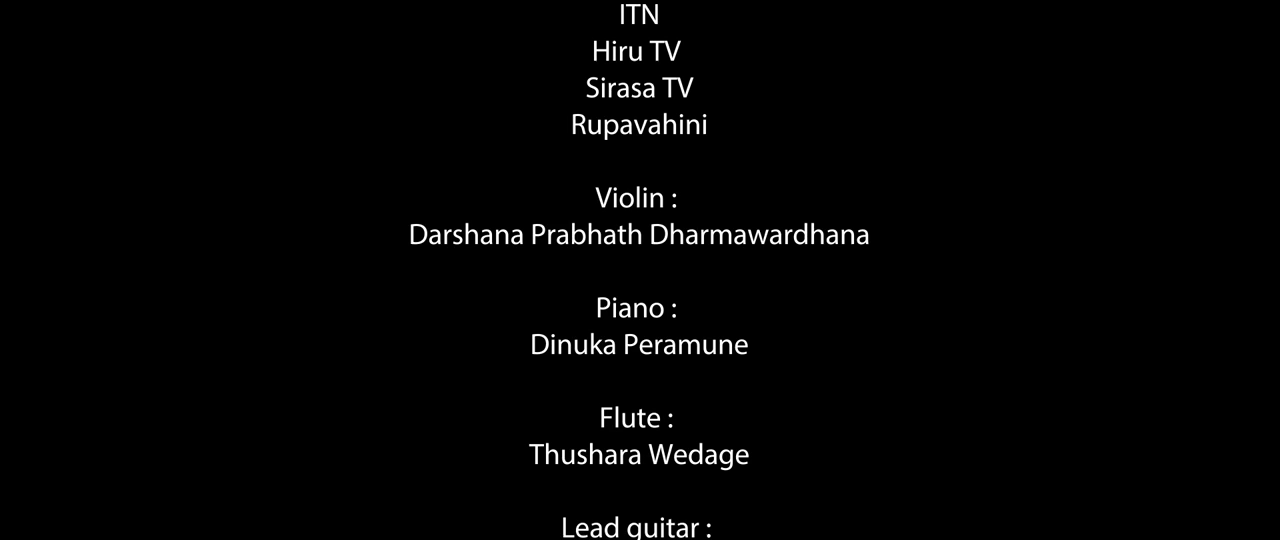 ITN
Hiru TV
Sirasa TV
Rupavahini
Violin :
Darshana Prabhath Dharmawardhana
Piano :
Dinuka Peramune
Flute :
Thushara Wedage
Lead guitar :